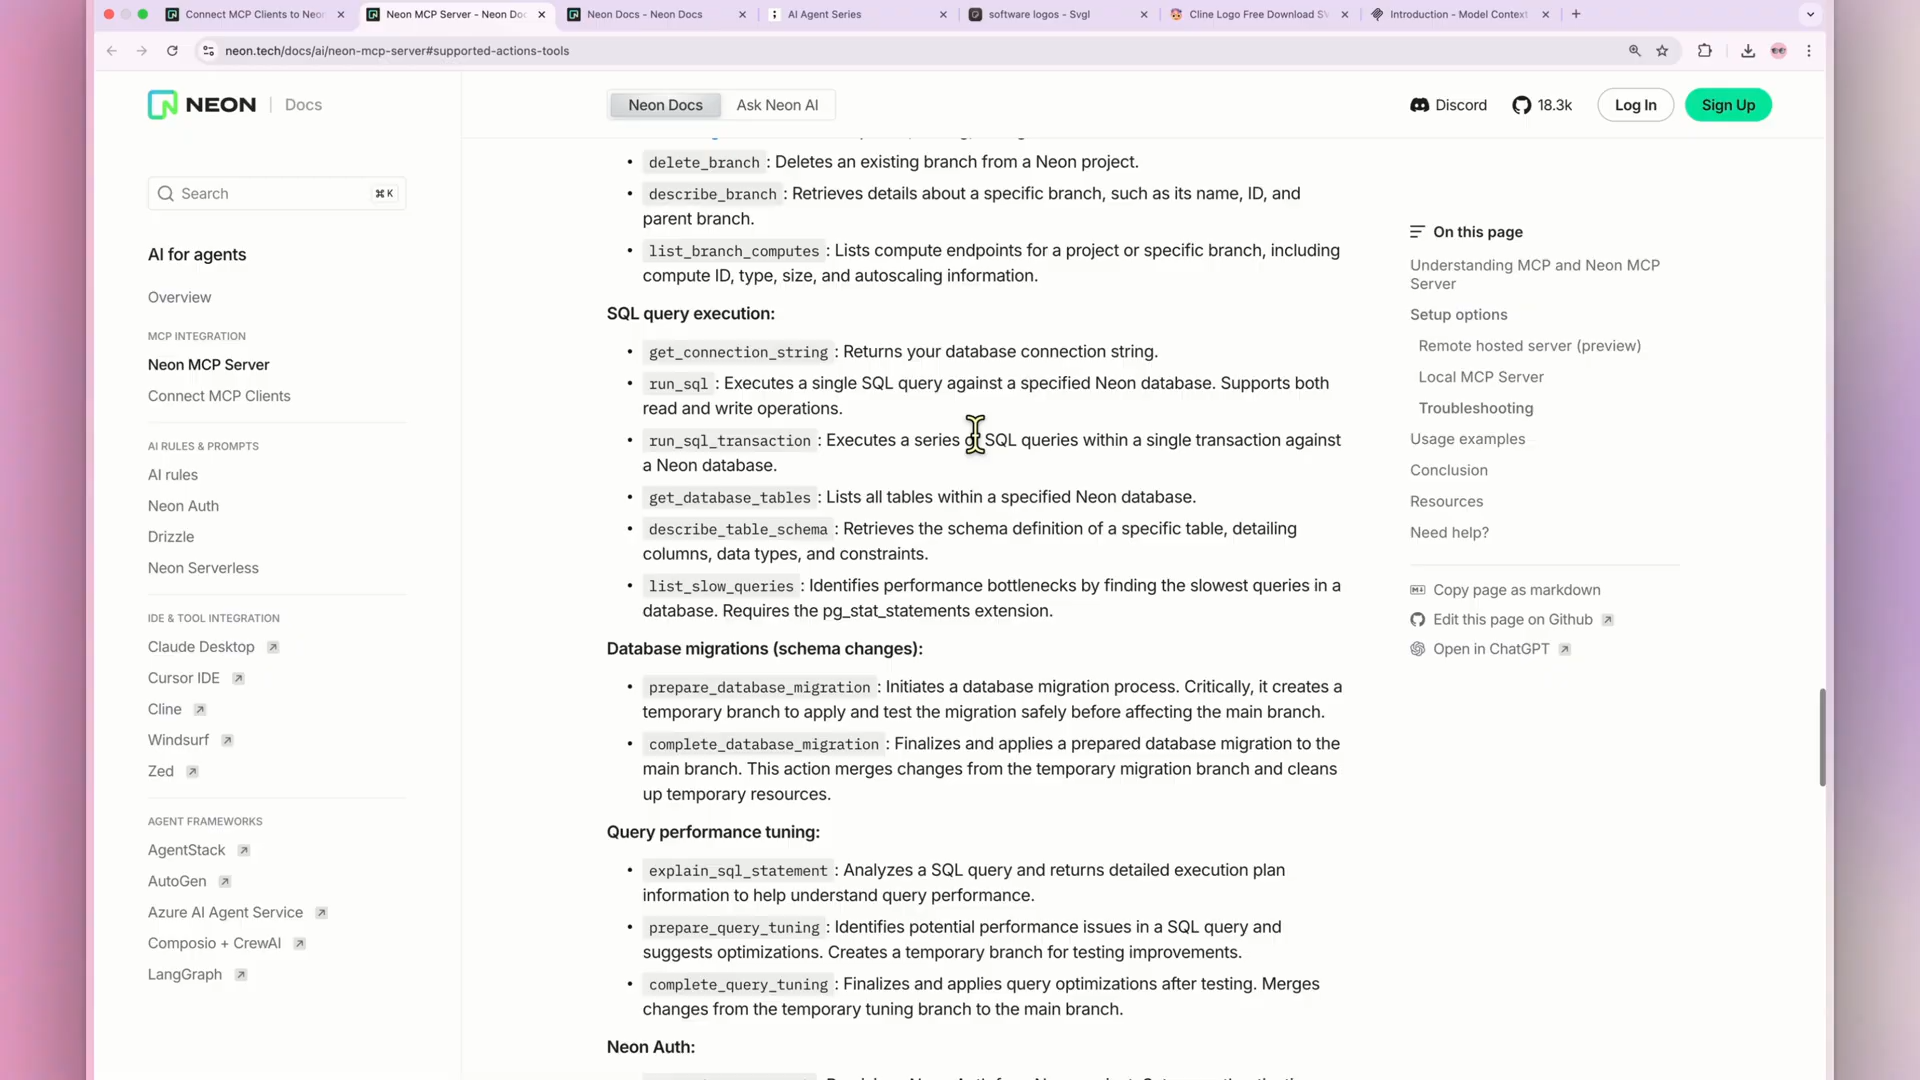 Connect MCP Clients to Neon
Neon MCP Server - Neon Doc
Neon Docs - Neon Docs
AI Agent Series
software logos - Svgl
Cline Logo Free Download SV
Introduction - Model Context
neon.tech/docs/ai/neon-mcp-server#supported-actions-tools
NEON
Docs
Neon Docs
Ask Neon AI
Discord
18.3k
Log In
Sign Up
Search
⌘K
AI for agents
Overview
MCP INTEGRATION
Neon MCP Server
Connect MCP Clients
AI RULES & PROMPTS
AI rules
Neon Auth
Drizzle
Neon Serverless
IDE & TOOL INTEGRATION
Claude Desktop
Cursor IDE
Cline
Windsurf
Zed
AGENT FRAMEWORKS
AgentStack
AutoGen
Azure AI Agent Service
Composio + CrewAI
LangGraph
• delete_branch : Deletes an existing branch from a Neon project.
• describe_branch : Retrieves details about a specific branch, such as its name, ID, and
parent branch.
• list_branch_computes : Lists compute endpoints for a project or specific branch, including
compute ID, type, size, and autoscaling information.
SQL query execution:
• get_connection_string : Returns your database connection string.
• run_sql : Executes a single SQL query against a specified Neon database. Supports both
read and write operations.
• run_sql_transaction : Executes a series of SQL queries within a single transaction against
a Neon database.
• get_database_tables : Lists all tables within a specified Neon database.
• describe_table_schema : Retrieves the schema definition of a specific table, detailing
columns, data types, and constraints.
• list_slow_queries : Identifies performance bottlenecks by finding the slowest queries in a
database. Requires the pg_stat_statements extension.
Database migrations (schema changes):
• prepare_database_migration : Initiates a database migration process. Critically, it creates a
temporary branch to apply and test the migration safely before affecting the main branch.
• complete_database_migration : Finalizes and applies a prepared database migration to the
main branch. This action merges changes from the temporary migration branch and cleans
up temporary resources.
Query performance tuning:
• explain_sql_statement : Analyzes a SQL query and returns detailed execution plan
information to help understand query performance.
• prepare_query_tuning : Identifies potential performance issues in a SQL query and
suggests optimizations. Creates a temporary branch for testing improvements.
• complete_query_tuning : Finalizes and applies query optimizations after testing. Merges
changes from the temporary tuning branch to the main branch.
Neon Auth:
On this page
Understanding MCP and Neon MCP
Server
Setup options
Remote hosted server (preview)
Local MCP Server
Troubleshooting
Usage examples
Conclusion
Resources
Need help?
Copy page as markdown
Edit this page on Github
Open in ChatGPT